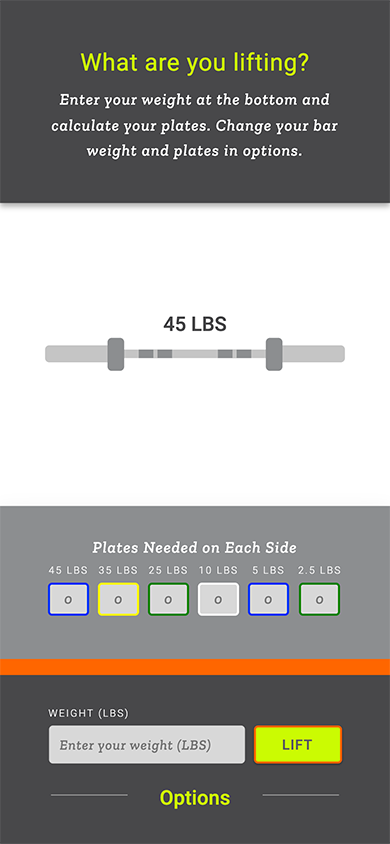 What are you lifting?
Enter your weight at the bottom and
calculate your plates. Change your bar
weight and plates in options.
45 LBS
Plates Needed on Each Side
45 LBS 35 LBS 25 LBS 10 LBS 5 LBS 2.5 LBS
0 0 0 0 0 0
WEIGHT (LBS)
Enter your weight (LBS) LIFT
Options